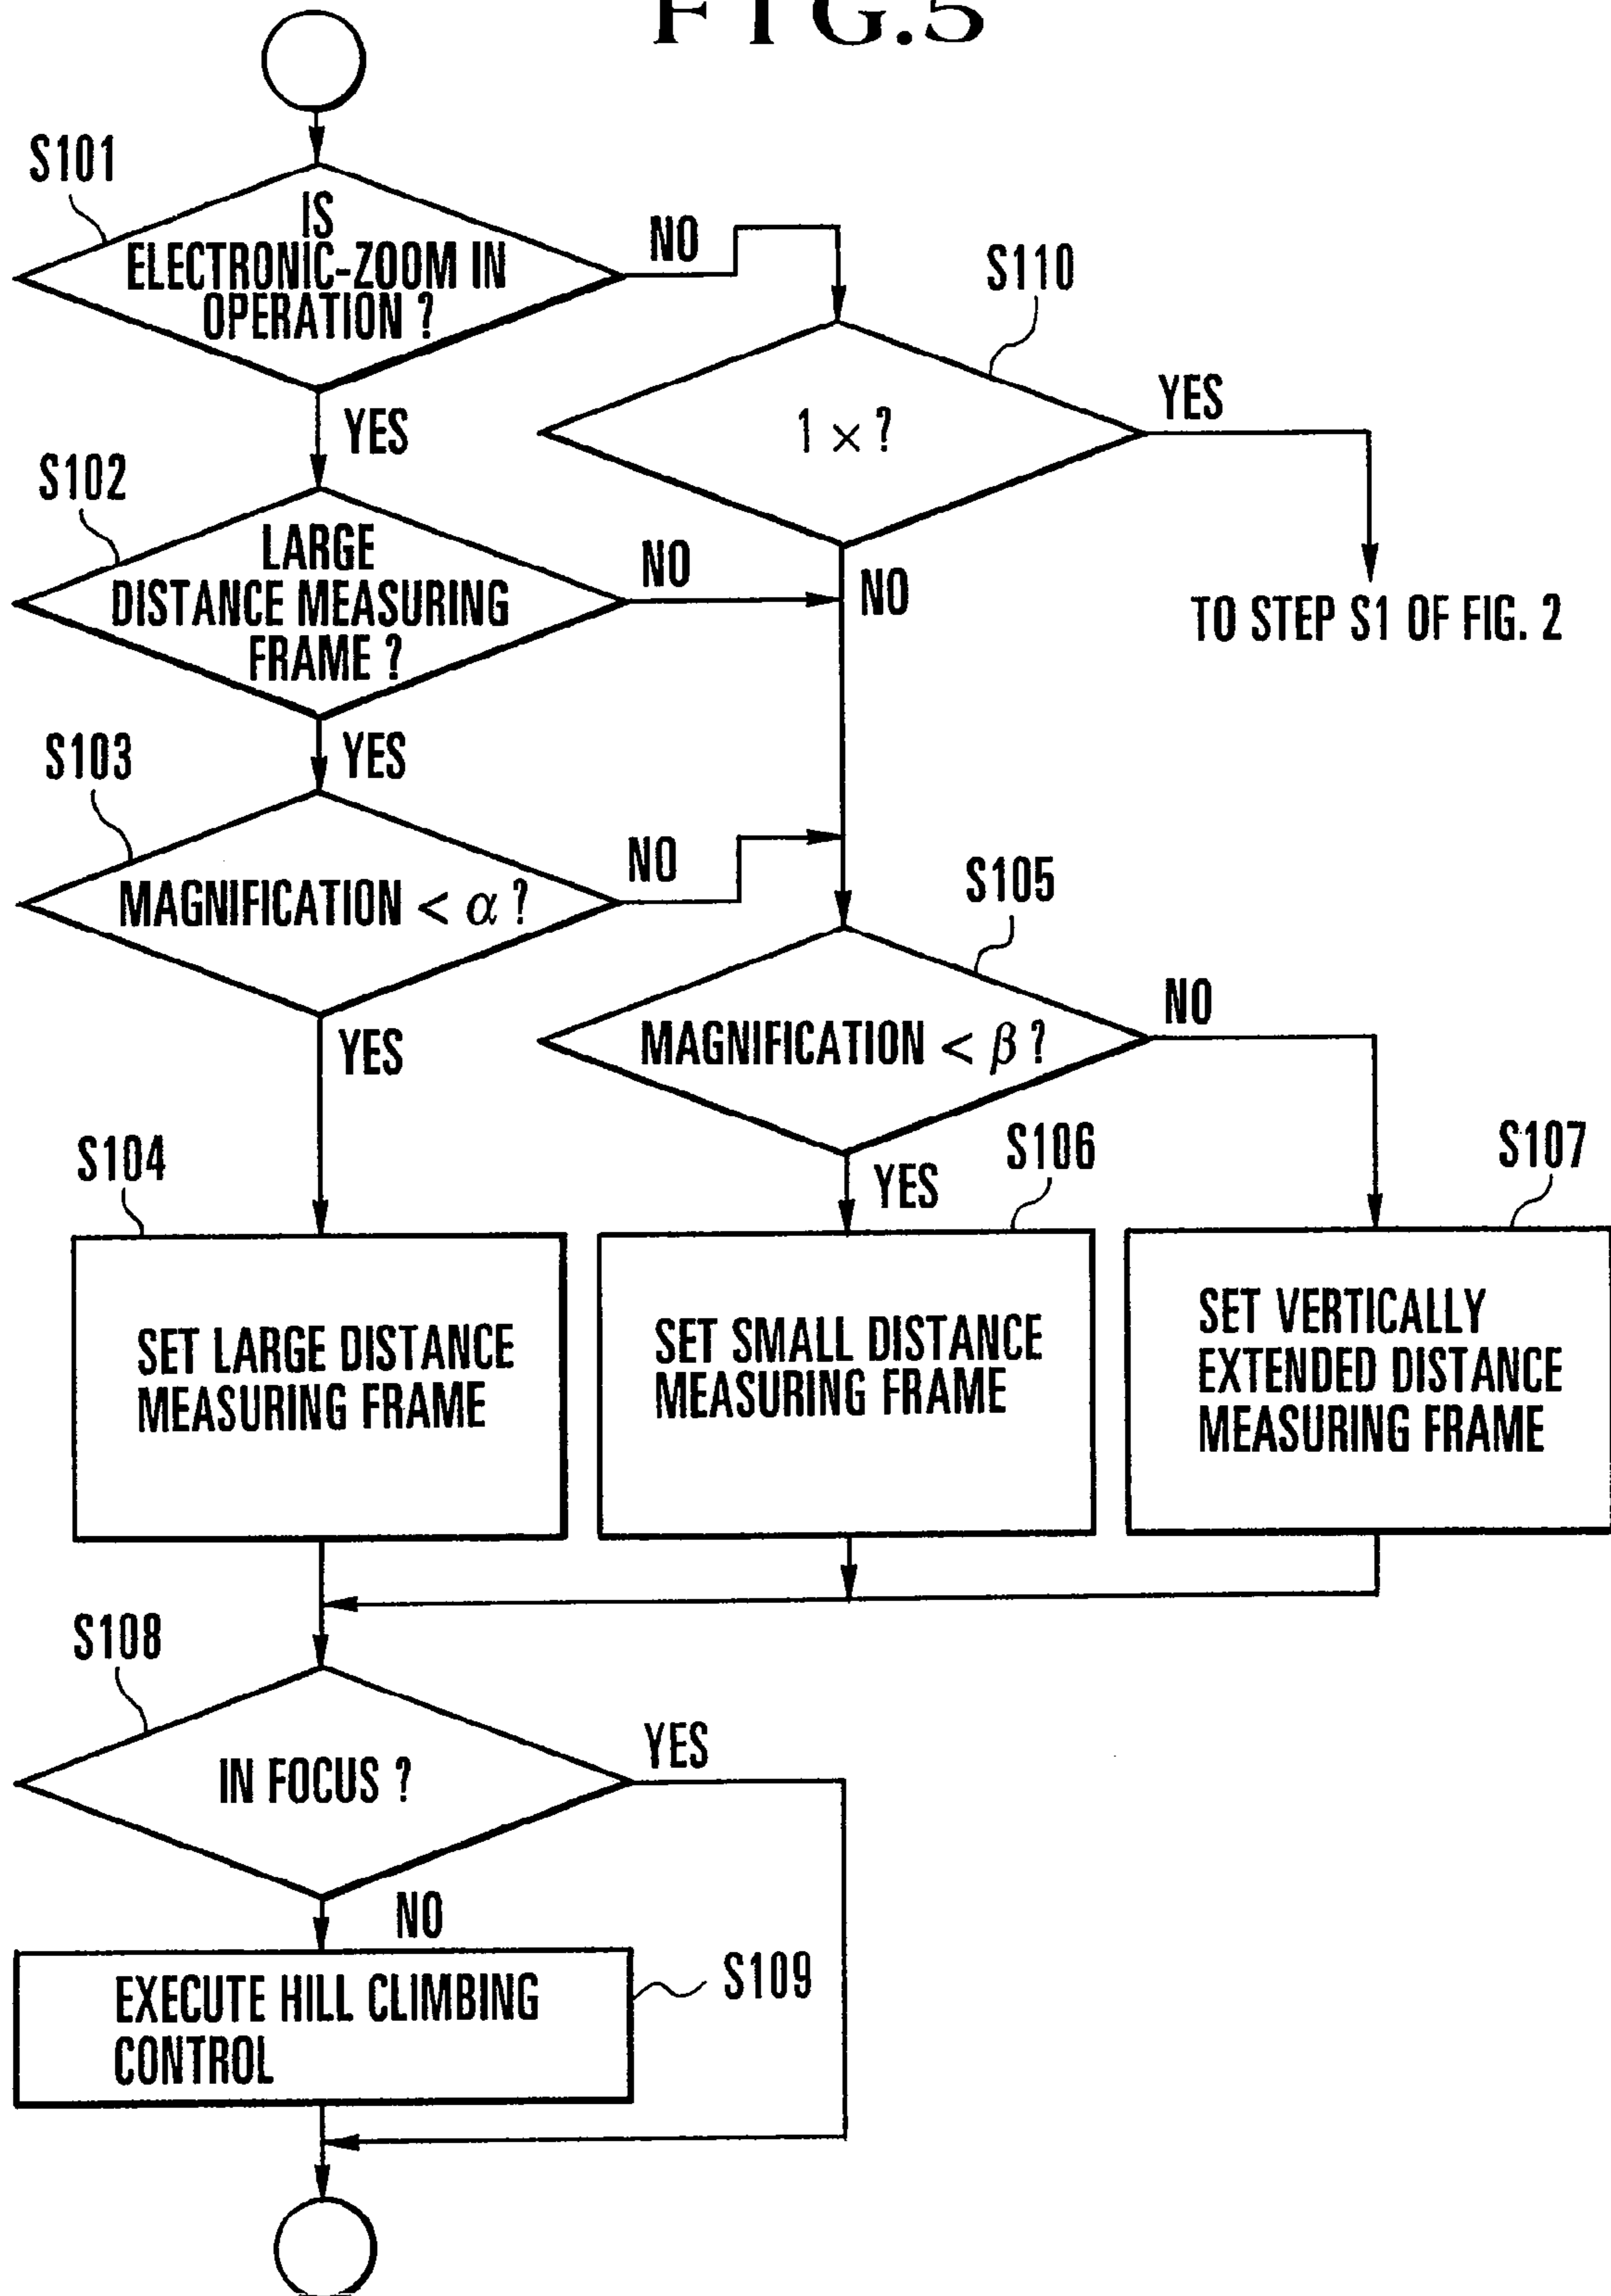 FIG.5
S101
IS
ELECTRONIC-ZOOM IN
OPERATION ?
NO
YES
S110
1 × ?
YES
NO
TO STEP S1 OF FIG. 2
S102
LARGE
DISTANCE MEASURING
FRAME ?
NO
YES
S103
MAGNIFICATION < α ?
NO
YES
S105
MAGNIFICATION < β ?
NO
YES
S104
SET LARGE DISTANCE
MEASURING FRAME
S106
SET SMALL DISTANCE
MEASURING FRAME
S107
SET VERTICALLY
EXTENDED DISTANCE
MEASURING FRAME
S108
IN FOCUS ?
YES
NO
EXECUTE HILL CLIMBING
CONTROL
S109